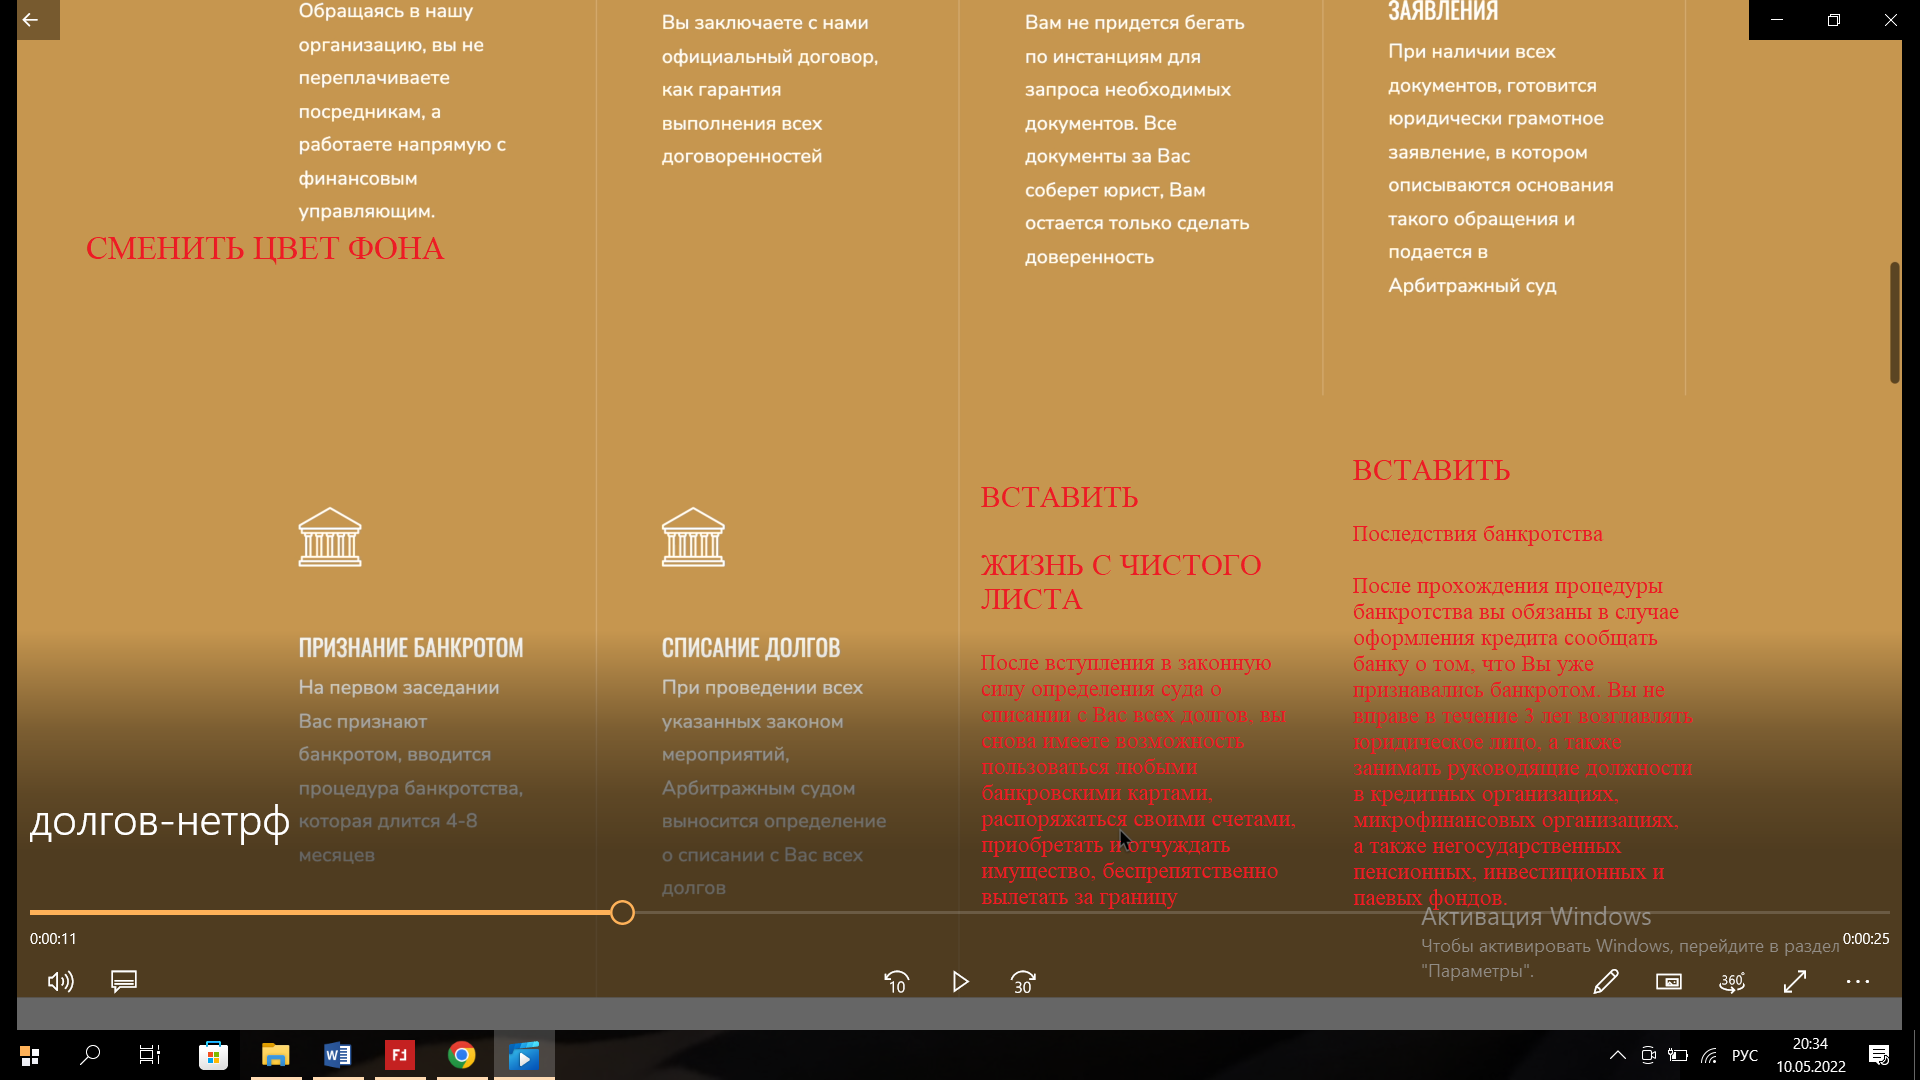 Обращаясь в нашу
организацию, вы не
переплачиваете
посредникам, а
работаете напрямую с
финансовым
управляющим.
Вы заключаете с нами
официальный договор,
как гарантия
выполнения всех
договоренностей
Вам не придется бегать
по инстанциям для
запроса необходимых
документов. Все
документы за Вас
соберет юрист, Вам
остается только сделать
доверенность
ЗАЯВЛЕНИЯ
При наличии всех
документов, готовится
юридически грамотное
заявление, в котором
описываются основания
такого обращения и
подается в
Арбитражный суд
СМЕНИТЬ ЦВЕТ ФОНА
ПРИЗНАНИЕ БАНКРОТОМ
На первом заседании
Вас признают
банкротом, вводится
процедура банкротства,
которая длится 4-8
месяцев
СПИСАНИЕ ДОЛГОВ
При проведении всех
указанных законом
мероприятий,
Арбитражным судом
выносится определение
о списании с Вас всех
долгов
ВСТАВИТЬ
ЖИЗНЬ С ЧИСТОГО
ЛИСТА
После вступления в законную
силу определения суда о
списании с Вас всех долгов, вы
снова имеете возможность
пользоваться любыми
банковскими картами,
распоряжаться своими счетами,
приобретать и отчуждать
имущество, беспрепятственно
вылетать за границу
ВСТАВИТЬ
Последствия банкротства
После прохождения процедуры
банкротства вы обязаны в случае
оформления кредита сообщать
банку о том, что Вы уже
признавались банкротом. Вы не
вправе в течение 3 лет возглавлять
юридическое лицо, а также
занимать руководящие должности
в кредитных организациях,
микрофинансовых организациях,
а также негосударственных
пенсионных, инвестиционных и
паевых фондов.
долгов-нетрф
0:00:11
0:00:25
Активация Windows
Чтобы активировать Windows, перейдите в раздел
"Параметры".
10
30
360°
РУС
20:34
10.05.2022